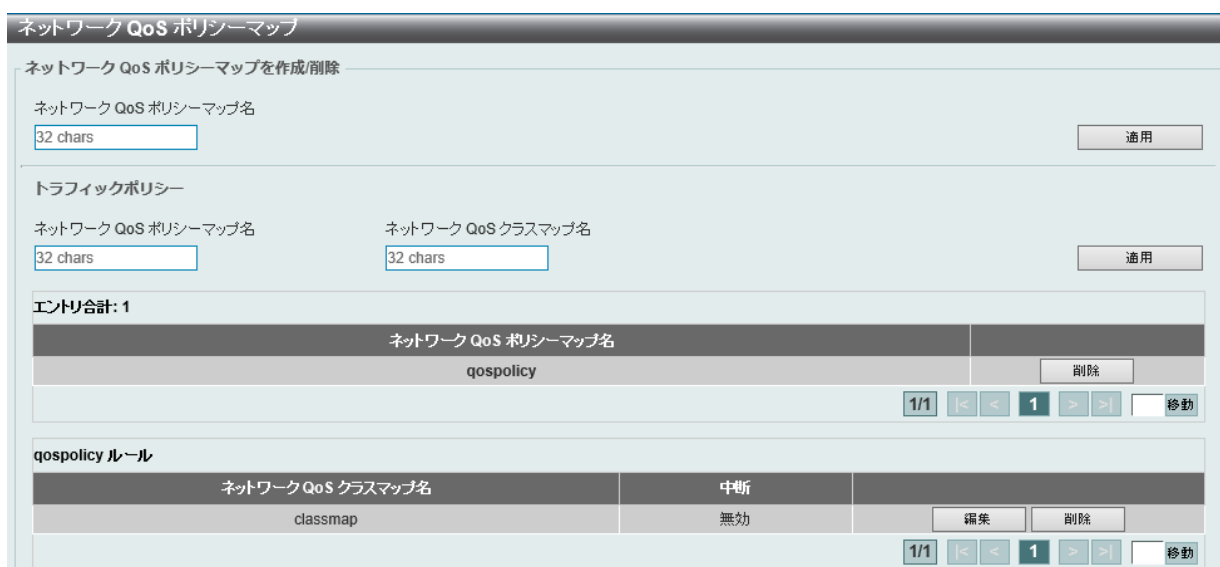 ネットワーク QoS ポリシーマップ
ネットワーク QoS ポリシーマップを作成/削除
ネットワーク QoS ポリシーマップ名
32 chars
適用
トラフィックポリシー
ネットワーク QoS ポリシーマップ名 ネットワーク QoS クラスマップ名
32 chars 32 chars 適用
エントリ合計: 1
ネットワーク QoS ポリシーマップ名
qospolicy 削除
1/1 |< < 1 > >| 移動
qospolicy ルール
ネットワーク QoS クラスマップ名 中断
classmap 無効 編集 削除
1/1 |< < 1 > >| 移動